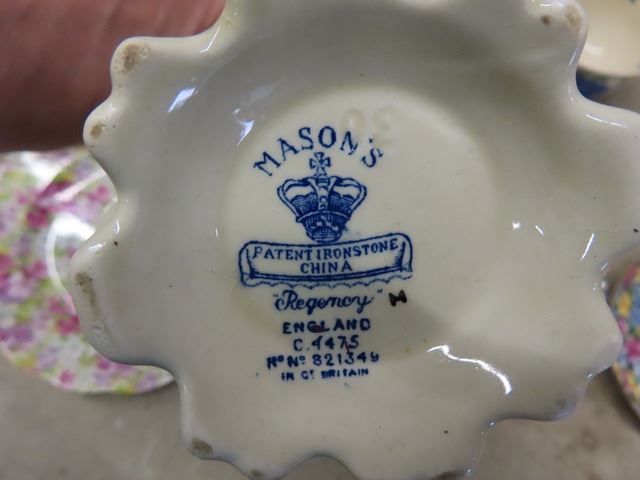 MASON'S
PATENT IRONSTONE
CHINA
"Regency" N
ENGLAND
C.4475
Rᵈ Nº 821349
IN Gᵗ BRITAIN